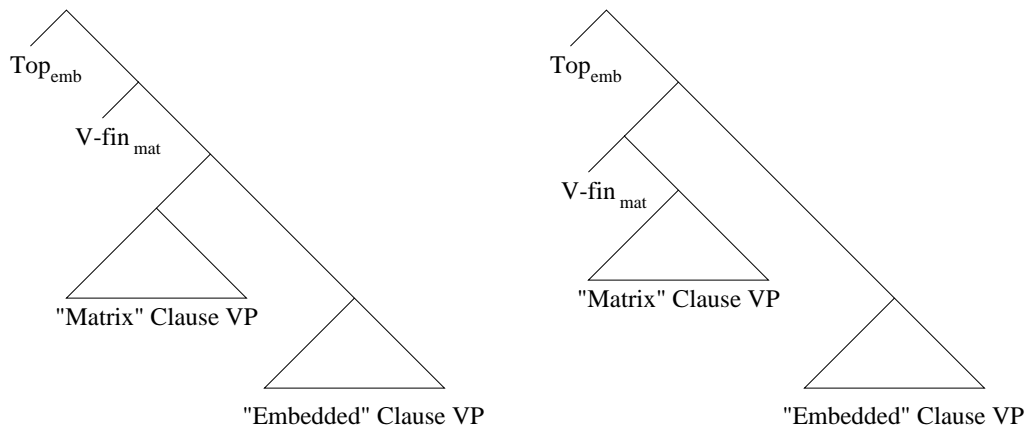 Top_emb
V-fin_mat
"Matrix" Clause VP
"Embedded" Clause VP
Top_emb
V-fin_mat
"Matrix" Clause VP
"Embedded" Clause VP